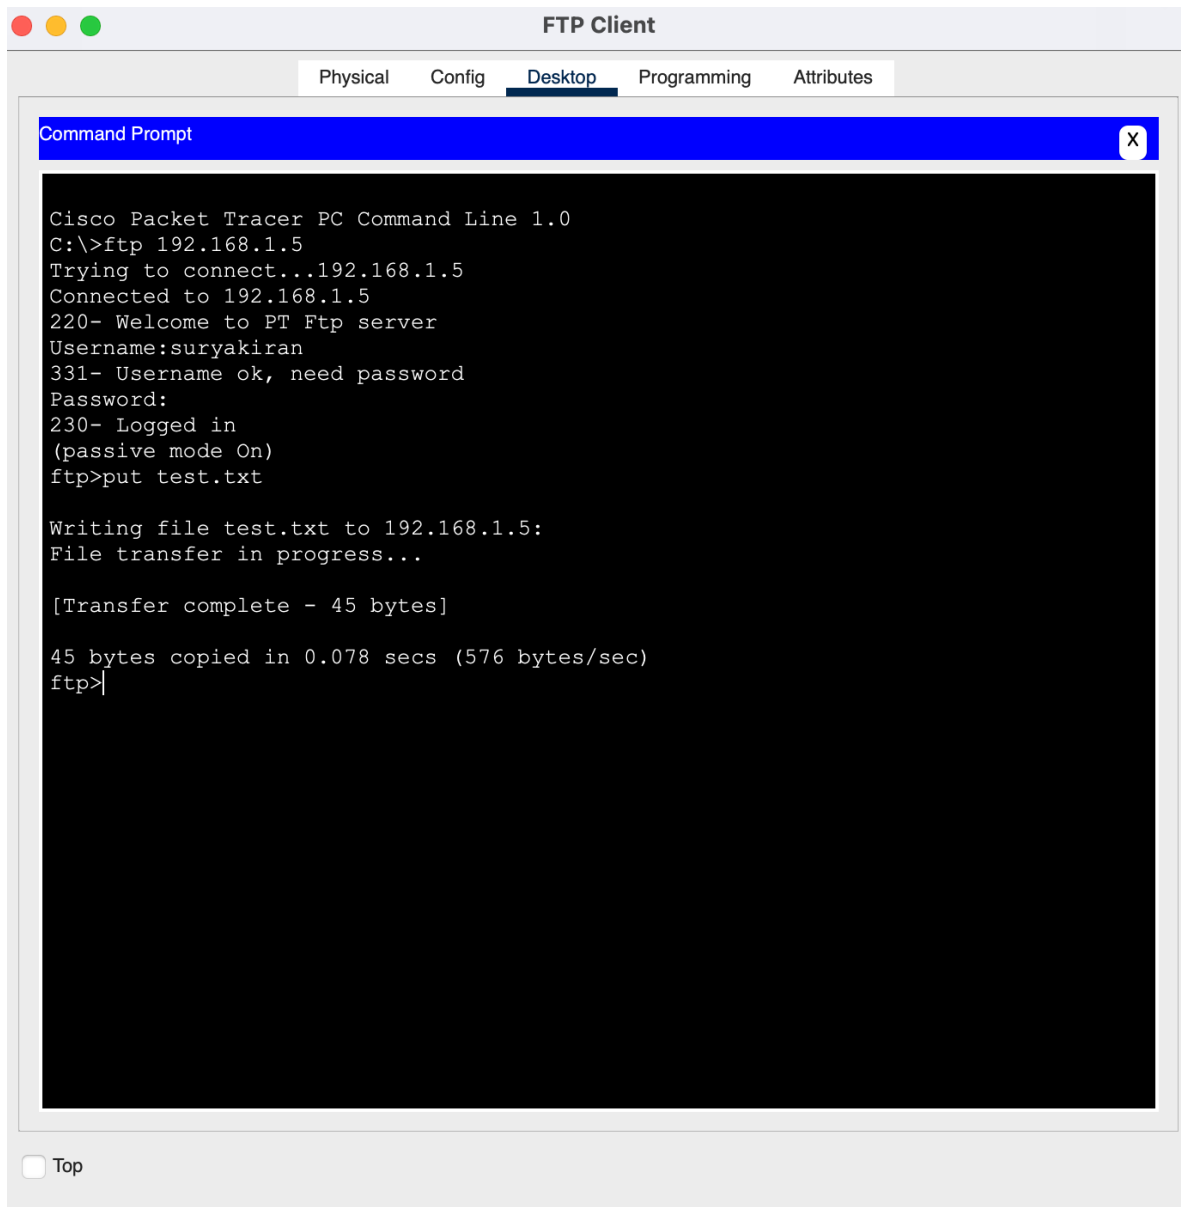 FTP Client
Physical Config Desktop Programming Attributes
Command Prompt
X
Cisco Packet Tracer PC Command Line 1.0
C:\>ftp 192.168.1.5
Trying to connect...192.168.1.5
Connected to 192.168.1.5
220- Welcome to PT Ftp server
Username:suryakiran
331- Username ok, need password
Password:
230- Logged in
(passive mode On)
ftp>put test.txt
Writing file test.txt to 192.168.1.5:
File transfer in progress...
[Transfer complete - 45 bytes]
45 bytes copied in 0.078 secs (576 bytes/sec)
ftp>
Top